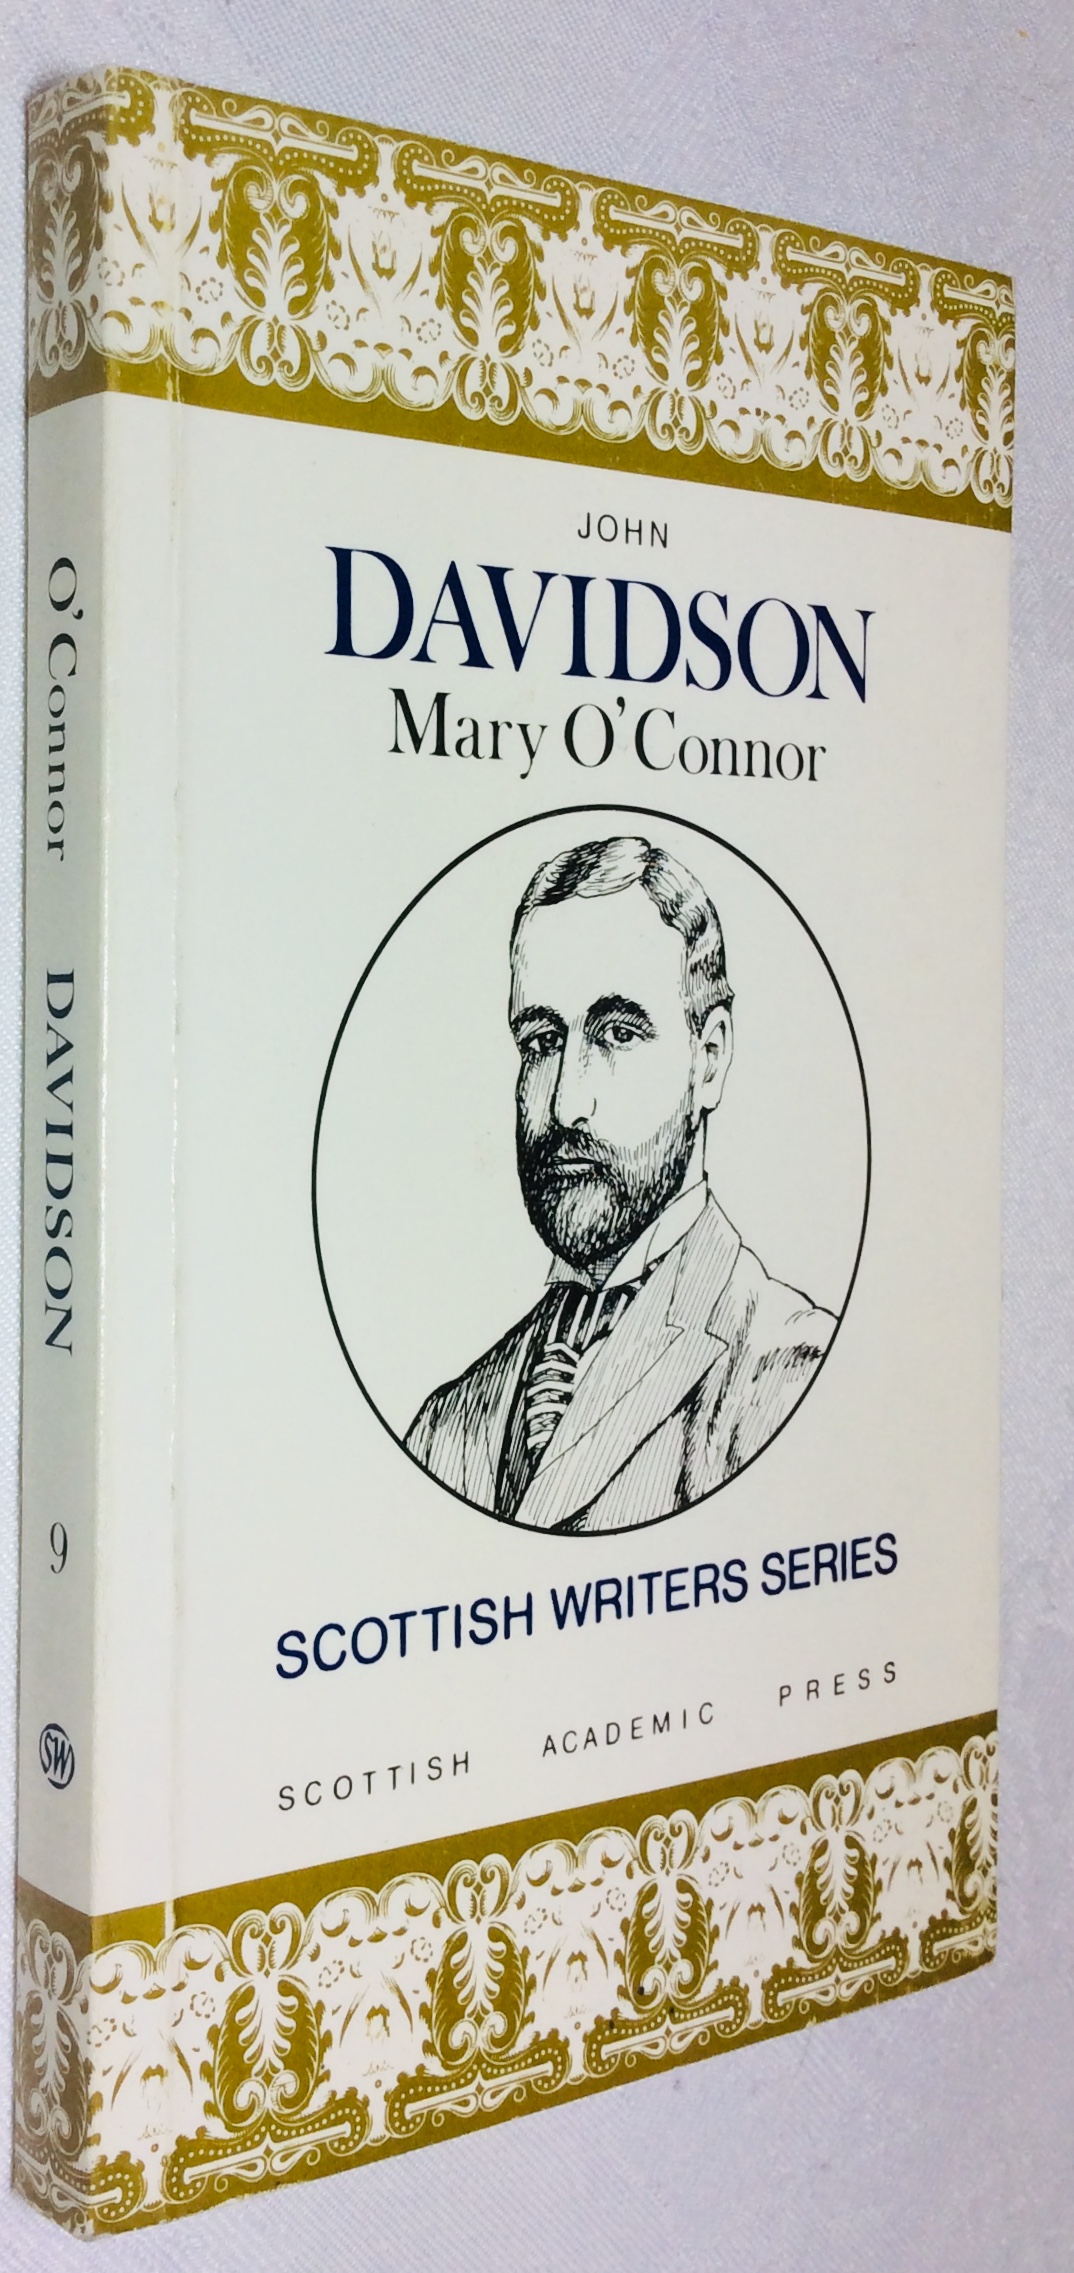 JOHN
DAVIDSON
Mary O'Connor
SCOTTISH WRITERS SERIES
SCOTTISH ACADEMIC PRESS
O'Connor DAVIDSON 9 SW